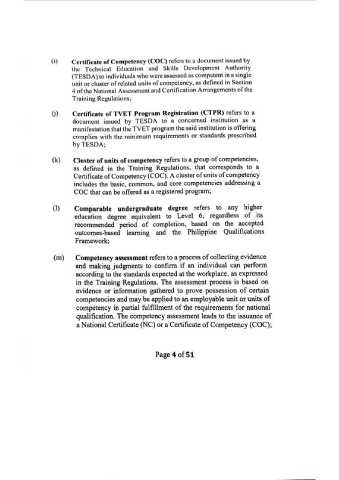 (i) Certificate of Competency (COC) refers to a document issued by
the Technical Education and Skills Development Authority
(TESDA) to individuals who were assessed as competent in a single
unit or cluster of related units of competency, as defined in Section
4 of the National Assessment and Certification Arrangements of the
Training Regulations;
(j) Certificate of TVET Program Registration (CTPR) refers to a
document issued by TESDA to a concerned institution as a
manifestation that the TVET program the said institution is offering
complies with the minimum requirements or standards prescribed
by TESDA;
(k) Cluster of units of competency refers to a group of competencies,
as defined in the Training Regulations, that corresponds to a
Certificate of Competency (COC). A cluster of units of competency
includes the basic, common, and core competencies addressing a
COC that can be offered as a registered program;
(l) Comparable undergraduate degree refers to any higher
education degree equivalent to Level 6, regardless of its
recommended period of completion, based on the accepted
outcomes-based learning and the Philippine Qualifications
Framework;
(m) Competency assessment refers to a process of collecting evidence
and making judgments to confirm if an individual can perform
according to the standards expected at the workplace, as expressed
in the Training Regulations. The assessment process is based on
evidence or information gathered to prove possession of certain
competencies and may be applied to an employable unit or units of
competency in partial fulfillment of the requirements for national
qualification. The competency assessment leads to the issuance of
a National Certificate (NC) or a Certificate of Competency (COC);
Page 4 of 51